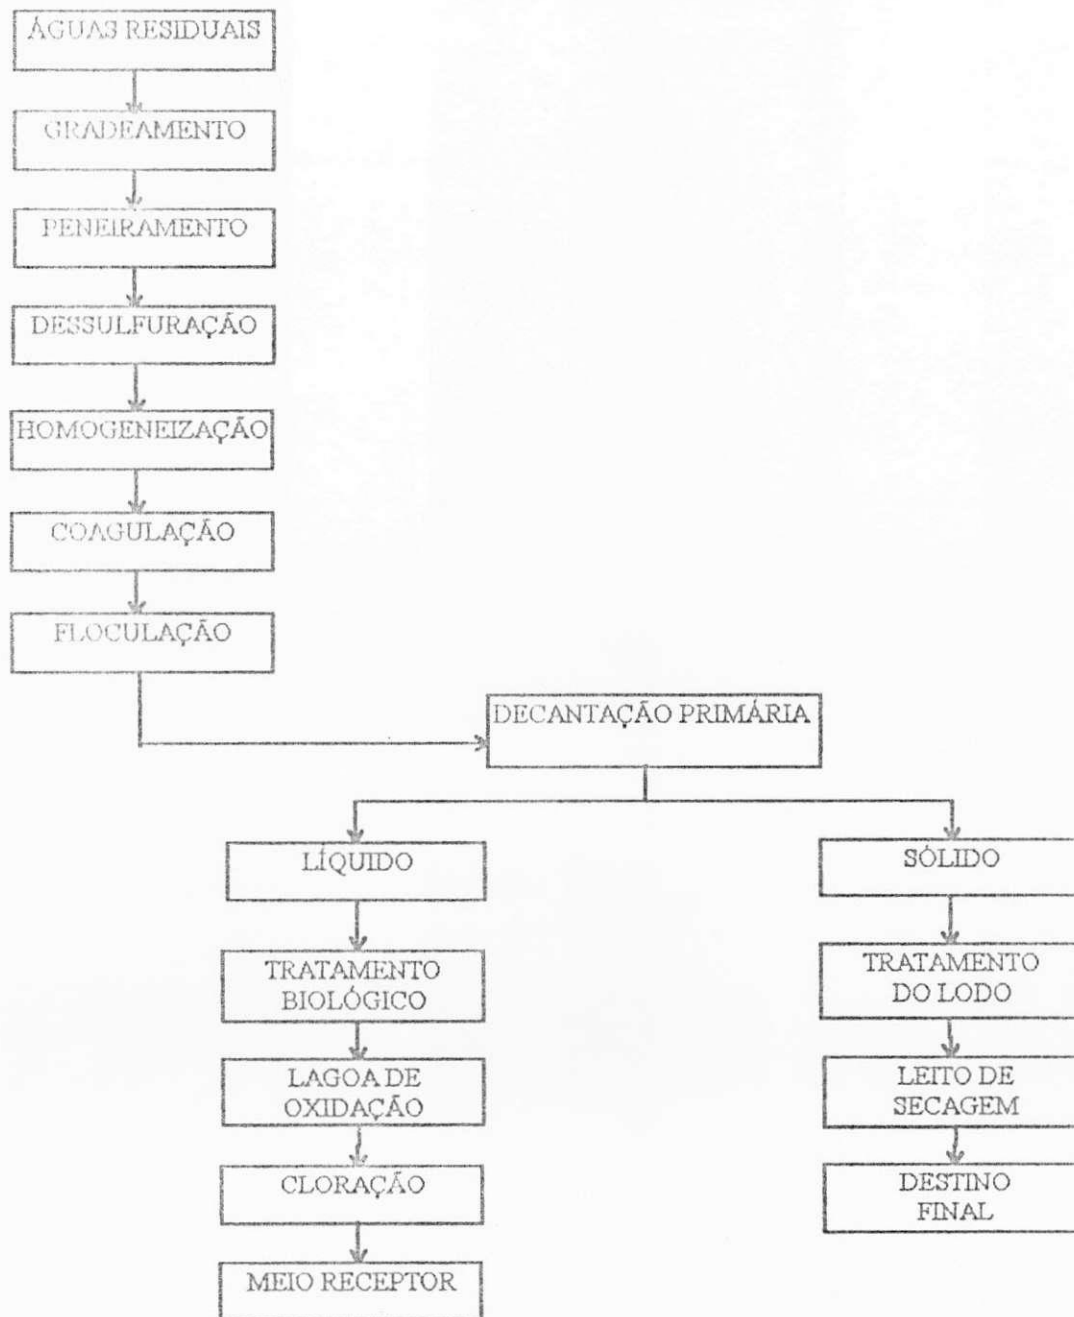 ÁGUAS RESIDUAIS
GRADEAMENTO
PENEIRAMENTO
DESSULFURAÇÃO
HOMOGENEIZAÇÃO
COAGULAÇÃO
FLOCULAÇÃO
DECANTAÇÃO PRIMÁRIA
LÍQUIDO
TRATAMENTO
BIOLÓGICO
LAGOA DE
OXIDAÇÃO
CLORAÇÃO
MEIO RECEPTOR
SÓLIDO
TRATAMENTO
DO LODO
LEITO DE
SECAGEM
DESTINO
FINAL